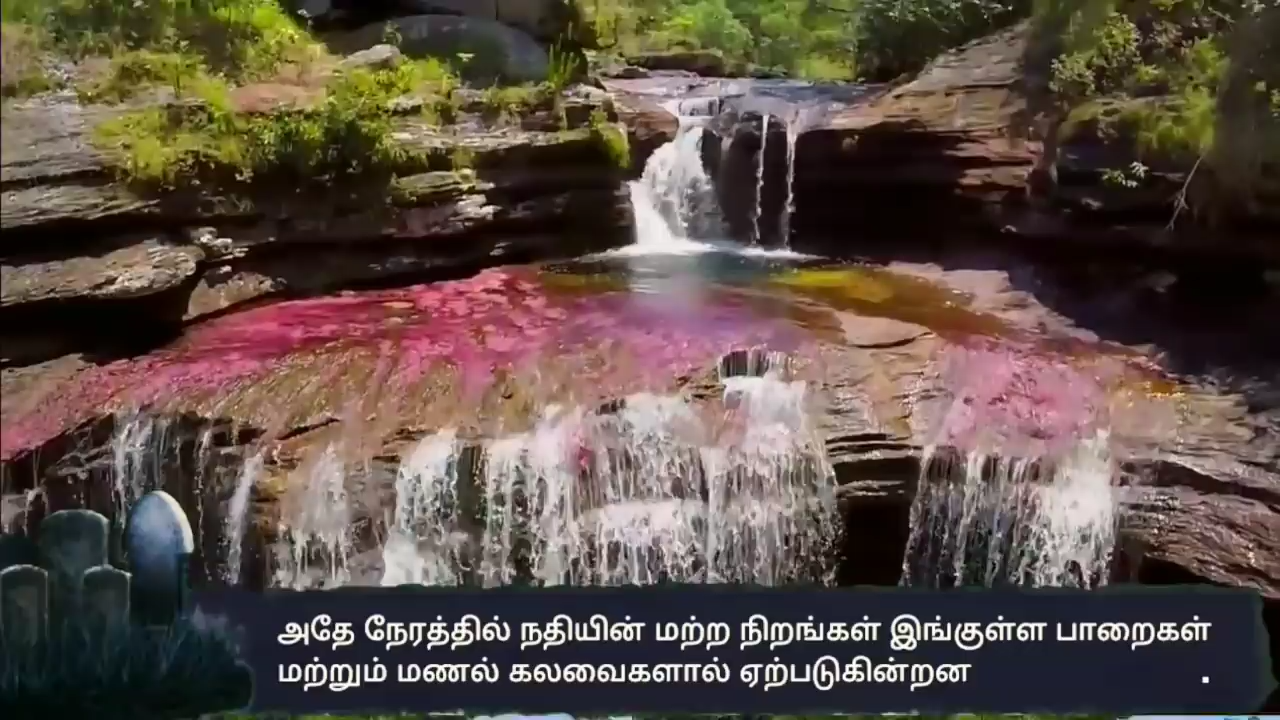 அதே நேரத்தில் நதியின் மற்ற நிறங்கள் இங்குள்ள பாறைகள்
மற்றும் மணல் கலவைகளால் ஏற்படுகின்றன .